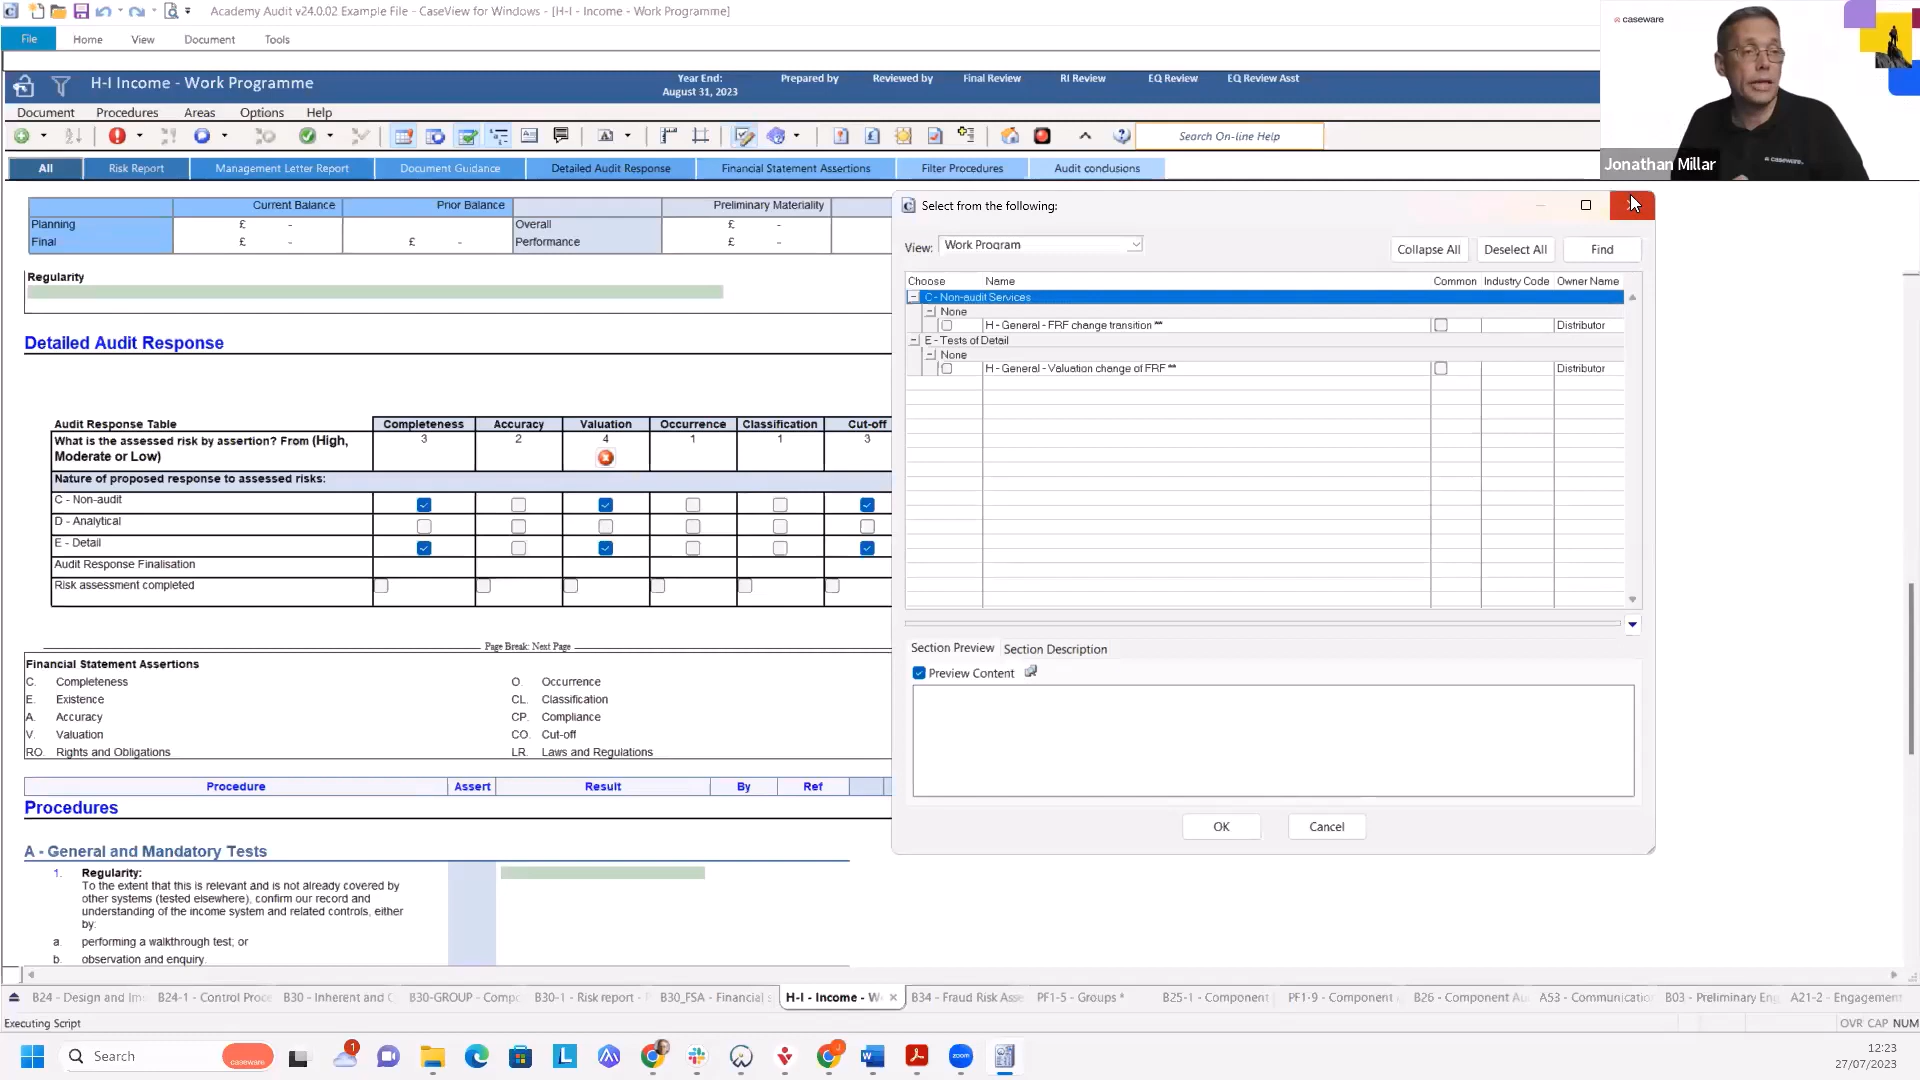 Academy Audit v24.0.02 Example File - CaseView for Windows - [H-I - Income - Work Programme]
caseware
File Home View Document Tools
Jonathan Millar
H-I Income - Work Programme
Year End:
August 31, 2023
Prepared by
Reviewed by
Final Review
RI Review
EQ Review
EQ Review Asst
Document Procedures Areas Options Help
Search On-line Help
All
Risk Report
Management Letter Report
Document Guidance
Detailed Audit Response
Financial Statement Assertions
Filter Procedures
Audit conclusions
Current Balance Prior Balance Preliminary Materiality
Planning £ - Overall £ -
Final £ - £ - Performance £ -
Regularity
Detailed Audit Response
Audit Response Table Completeness Accuracy Valuation Occurrence Classification Cut-off
What is the assessed risk by assertion? From (High, 3 2 4 1 1 3
Moderate or Low)
Nature of proposed response to assessed risks:
C - Non-audit
D - Analytical
E - Detail
Audit Response Finalisation
Risk assessment completed
Page Break: Next Page
Financial Statement Assertions
C. Completeness O. Occurrence
E. Existence CL. Classification
A. Accuracy CP. Compliance
V. Valuation CO. Cut-off
RO. Rights and Obligations LR. Laws and Regulations
Procedure Assert Result By Ref
Procedures
A - General and Mandatory Tests
1. Regularity:
To the extent that this is relevant and is not already covered by
other systems (tested elsewhere), confirm our record and
understanding of the income system and related controls, either
by:
a. performing a walkthrough test; or
b. observation and enquiry.
Select from the following:
View: Work Program
Collapse All
Deselect All
Find
Choose Name Common Industry Code Owner Name
C - Non-audit Services
None
H - General - FRF change transition ** Distributor
E - Tests of Detail
None
H - General - Valuation change of FRF ** Distributor
Section Preview Section Description
Preview Content
OK
Cancel
B24 - Design and Im
B24-1 - Control Proce
B30 - Inherent and C
B30-GROUP - Comp
B30-1 - Risk report -
B30_FSA - Financial s
H-I - Income - W
B34 - Fraud Risk Asse
PF1-5 - Groups *
B25-1 - Component
PF1-9 - Component
B26 - Component Au
A53 - Communicatio
B03 - Preliminary En
A21-2 - Engagement
Executing Script
OVR CAP NUM
Search
caseware
1
zoom
12:23
27/07/2023